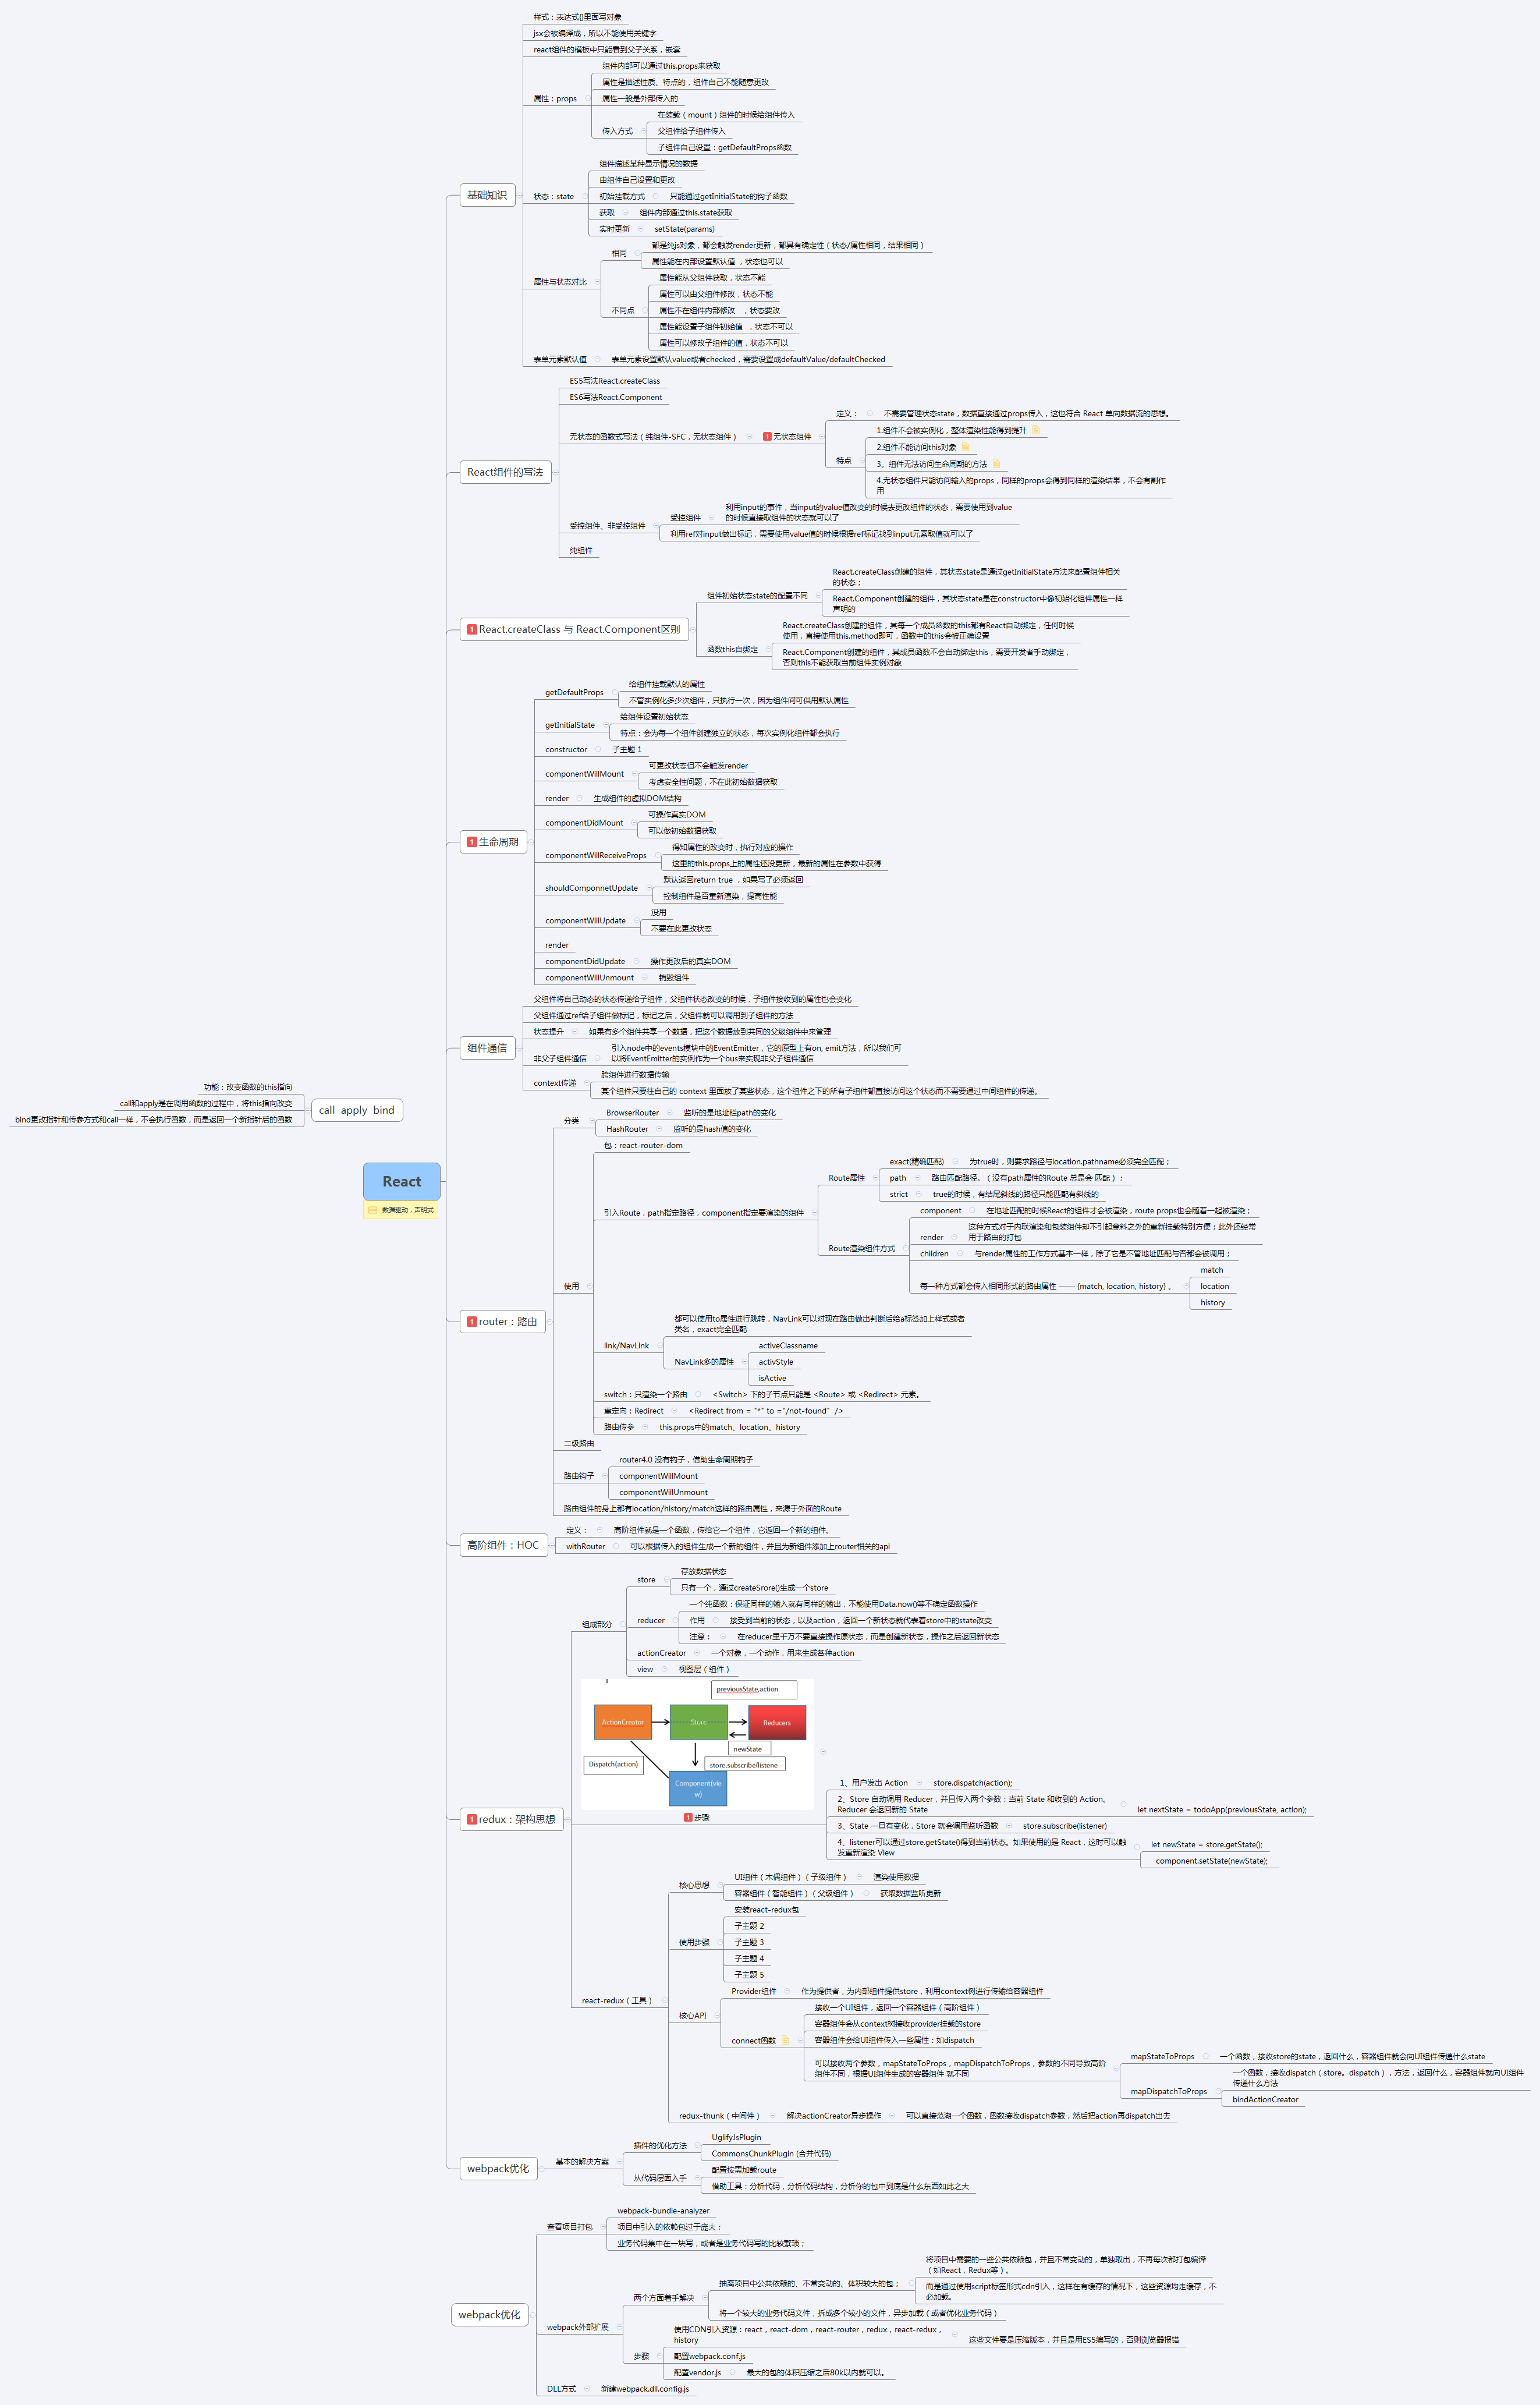 样式：表达式{}里面写对象
jsx会被编译成，所以不能使用关键字
react组件的模板中只能看到父子关系，嵌套
组件内部可以通过this.props来获取
属性是描述性质、特点的，组件自己不能随意更改
属性：props
属性一般是外部传入的
在装载（mount）组件的时候给组件传入
传入方式
父组件给子组件传入
子组件自己设置：getDefaultProps函数
组件描述某种显示情况的数据
由组件自己设置和更改
基础知识
状态：state
初始挂载方式
只能通过getInitialState的钩子函数
获取
组件内部通过this.state获取
实时更新
setState(params)
相同
都是纯js对象，都会触发render更新，都具有确定性（状态/属性相同，结果相同）
属性能在内部设置默认值 ，状态也可以
属性与状态对比
属性能从父组件获取，状态不能
属性可以由父组件修改，状态不能
不同点
属性不在组件内部修改 ，状态要改
属性能设置子组件初始值 ，状态不可以
属性可以修改子组件的值，状态不可以
表单元素默认值
表单元素设置默认value或者checked，需要设置成defaultValue/defaultChecked
ES5写法React.createClass
ES6写法React.Component
定义：
不需要管理状态state，数据直接通过props传入，这也符合 React 单向数据流的思想。
无状态的函数式写法（纯组件-SFC，无状态组件）
1 无状态组件
1.组件不会被实例化，整体渲染性能得到提升
2.组件不能访问this对象
特点
3。组件无法访问生命周期的方法
4.无状态组件只能访问输入的props，同样的props会得到同样的渲染结果，不会有副作
用
React组件的写法
受控组件、非受控组件
受控组件
利用input的事件，当input的value值改变的时候去更改组件的状态，需要使用到value
的时候直接取组件的状态就可以了
利用ref对input做出标记，需要使用value值的时候根据ref标记找到input元素取值就可以了
纯组件
1 React.createClass 与 React.Component区别
组件初始状态state的配置不同
React.createClass创建的组件，其状态state是通过getInitialState方法来配置组件相关
的状态；
React.Component创建的组件，其状态state是在constructor中像初始化组件属性一样
声明的
函数this自绑定
React.createClass创建的组件，其每一个成员函数的this都有React自动绑定，任何时候
使用，直接使用this.method即可，函数中的this会被正确设置
React.Component创建的组件，其成员函数不会自动绑定this，需要开发者手动绑定，
否则this不能获取当前组件实例对象
getDefaultProps
给组件挂载默认的属性
不管实例化多少次组件，只执行一次，因为组件间可供用默认属性
getInitialState
给组件设置初始状态
特点：会为每一个组件创建独立的状态，每次实例化组件都会执行
constructor
子主题 1
componentWillMount
可更改状态但不会触发render
考虑安全性问题，不在此初始数据获取
render
生成组件的虚拟DOM结构
1 生命周期
componentDidMount
可操作真实DOM
可以做初始数据获取
componentWillReceiveProps
得知属性的改变时，执行对应的操作
这里的this.props上的属性还没更新，最新的属性在参数中获得
shouldComponnetUpdate
默认返回return true ，如果写了必须返回
控制组件是否重新渲染，提高性能
componentWillUpdate
没用
不要在此更改状态
render
componentDidUpdate
操作更改后的真实DOM
componentWillUnmount
销毁组件
父组件将自己动态的状态传递给子组件，父组件状态改变的时候，子组件接收到的属性也会变化
父组件通过ref给子组件做标记，标记之后，父组件就可以调用到子组件的方法
组件通信
状态提升
如果有多个组件共享一个数据，把这个数据放到共同的父级组件中来管理
非父子组件通信
引入node中的events模块中的EventEmitter，它的原型上有on, emit方法，所以我们可
以将EventEmitter的实例作为一个bus来实现非父子组件通信
context传递
跨组件进行数据传输
某个组件只要往自己的 context 里面放了某些状态，这个组件之下的所有子组件都直接访问这个状态而不需要通过中间组件的传递。
功能：改变函数的this指向
call和apply是在调用函数的过程中，将this指向改变
bind更改指针和传参方式和call一样，不会执行函数，而是返回一个新指针后的函数
call apply bind
React
数据驱动，声明式
分类
BrowserRouter
监听的是地址栏path的变化
HashRouter
监听的是hash值的变化
包：react-router-dom
Route属性
exact(精确匹配)
为true时，则要求路径与location.pathname必须完全匹配；
path
路由匹配路径。（没有path属性的Route 总是会 匹配）；
strict
true的时候，有结尾斜线的路径只能匹配有斜线的
引入Route，path指定路径，component指定要渲染的组件
component
在地址匹配的时候React的组件才会被渲染，route props也会随着一起被渲染；
Route渲染组件方式
render
这种方式对于内联渲染和包装组件却不引起意料之外的重新挂载特别方便；此外还经常
用于路由的打包
children
与render属性的工作方式基本一样，除了它是不管地址匹配与否都会被调用；
每一种方式都会传入相同形式的路由属性 —— {match, location, history} 。
match
location
history
使用
1 router：路由
link/NavLink
都可以使用to属性进行跳转，NavLink可以对现在路由做出判断后给a标签加上样式或者
类名，exact完全匹配
NavLink多的属性
activeClassname
activStyle
isActive
switch：只渲染一个路由
<Switch> 下的子节点只能是 <Route> 或 <Redirect> 元素。
重定向：Redirect
<Redirect from = "*" to ="/not-found" />
路由传参
this.props中的match、location、history
二级路由
路由钩子
router4.0 没有钩子，借助生命周期钩子
componentWillMount
componentWillUnmount
路由组件的身上都有location/history/match这样的路由属性，来源于外面的Route
高阶组件：HOC
定义：
高阶组件就是一个函数，传给它一个组件，它返回一个新的组件。
withRouter
可以根据传入的组件生成一个新的组件，并且为新组件添加上router相关的api
组成部分
store
存放数据状态
只有一个，通过createSrore()生成一个store
reducer
一个纯函数：保证同样的输入就有同样的输出，不能使用Data.now()等不确定函数操作
作用
接受到当前的状态，以及action，返回一个新状态就代表着store中的state改变
注意：
在reducer里千万不要直接操作原状态，而是创建新状态，操作之后返回新状态
actionCreator
一个对象，一个动作，用来生成各种action
view
视图层（组件）
previousState,action
ActionCreator
Store
Reducers
newState
Dispatch(action)
store.subscribe(listene
Component(vie
w)
1 步骤
1、用户发出 Action
store.dispatch(action);
2、Store 自动调用 Reducer，并且传入两个参数：当前 State 和收到的 Action。
Reducer 会返回新的 State
let nextState = todoApp(previousState, action);
3、State 一旦有变化，Store 就会调用监听函数
store.subscribe(listener)
4、listener可以通过store.getState()得到当前状态。如果使用的是 React，这时可以触
发重新渲染 View
let newState = store.getState();
component.setState(newState);
1 redux：架构思想
核心思想
UI组件（木偶组件）（子级组件）
渲染使用数据
容器组件（智能组件）（父级组件）
获取数据监听更新
使用步骤
安装react-redux包
子主题 2
子主题 3
子主题 4
子主题 5
react-redux（工具）
核心API
Provider组件
作为提供者，为内部组件提供store，利用context树进行传输给容器组件
connect函数
接收一个UI组件，返回一个容器组件（高阶组件）
容器组件会从context树接收provider挂载的store
容器组件会给UI组件传入一些属性：如dispatch
可以接收两个参数，mapStateToProps，mapDispatchToProps，参数的不同导致高阶
组件不同，根据UI组件生成的容器组件 就不同
mapStateToProps
一个函数，接收store的state，返回什么，容器组件就会向UI组件传递什么state
mapDispatchToProps
一个函数，接收dispatch（store。dispatch），方法，返回什么，容器组件就向UI组件
传递什么方法
bindActionCreator
redux-thunk（中间件）
解决actionCreator异步操作
可以直接范湖一个函数，函数接收dispatch参数，然后把action再dispatch出去
webpack优化
基本的解决方案
插件的优化方法
UglifyJsPlugin
CommonsChunkPlugin (合并代码)
从代码层面入手
配置按需加载route
借助工具：分析代码，分析代码结构，分析你的包中到底是什么东西如此之大
查看项目打包
webpack-bundle-analyzer
项目中引入的依赖包过于庞大；
业务代码集中在一块写，或者是业务代码写的比较繁琐；
webpack优化
webpack外部扩展
两个方面着手解决
抽离项目中公共依赖的、不常变动的、体积较大的包；
将项目中需要的一些公共依赖包，并且不常变动的，单独取出，不再每次都打包编译
（如React，Redux等）。
而是通过使用script标签形式cdn引入，这样在有缓存的情况下，这些资源均走缓存，不
必加载。
将一个较大的业务代码文件，拆成多个较小的文件，异步加载（或者优化业务代码）
步骤
使用CDN引入资源：react，react-dom，react-router，redux，react-redux，
history
这些文件要是压缩版本，并且是用ES5编写的，否则浏览器报错
配置webpack.conf.js
配置vendor.js
最大的包的体积压缩之后80k以内就可以。
DLL方式
新建webpack.dll.config.js